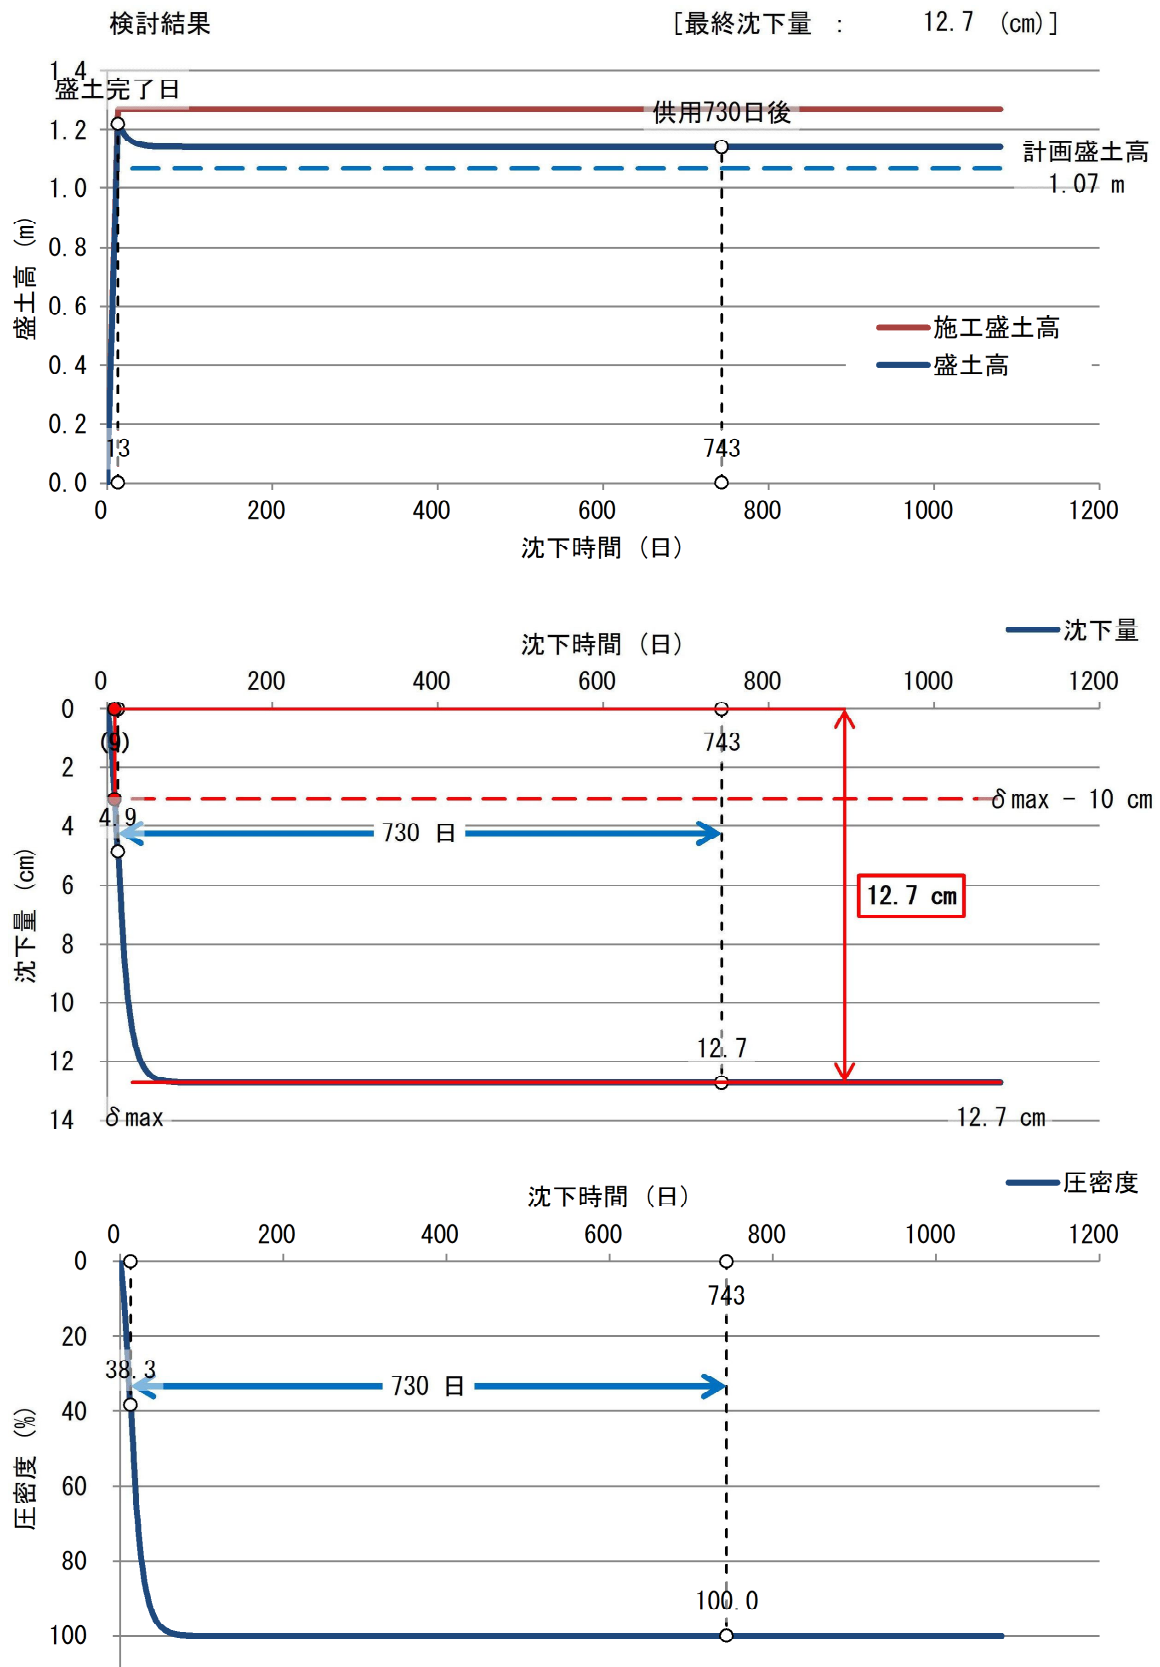 検討結果 [最終沈下量 : 12.7 (cm)]
1.4
盛土完了日
供用730日後
1.2
計画盛土高
1.07 m
1.0
0.8
盛土高 (m)
0.6
施工盛土高
0.4
盛土高
0.2
13 743
0.0
0 200 400 600 800 1000 1200
沈下時間 (日)
沈下量
沈下時間 (日)
0 200 400 600 800 1000 1200
0
(9) 743
2
δmax - 10 cm
4.9
4
730 日
6
12.7 cm
沈下量 (cm)
8
10
12.7
12
14
δmax 12.7 cm
圧密度
沈下時間 (日)
0 200 400 600 800 1000 1200
0
743
20
38.3
730 日
40
圧密度 (%)
60
80
100.0
100